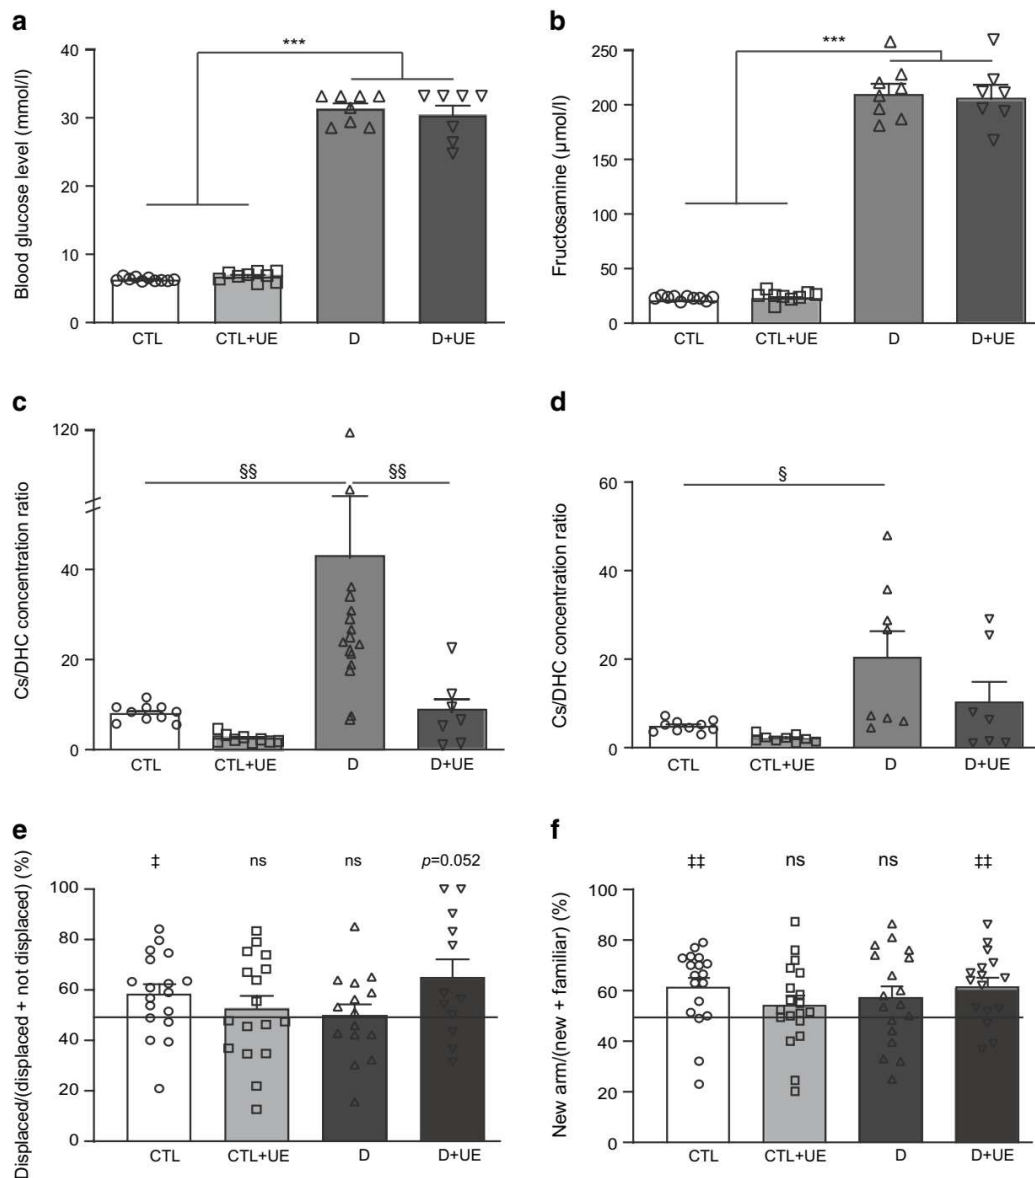 a
Blood glucose level (mmol/l)
40
30
20
10
0
***
CTL
CTL+UE
D
D+UE
b
Fructosamine (µmol/l)
250
200
150
100
50
0
***
CTL
CTL+UE
D
D+UE
c
Cs/DHC concentration ratio
120
40
20
0
§§
§§
CTL
CTL+UE
D
D+UE
d
Cs/DHC concentration ratio
60
40
20
0
§
CTL
CTL+UE
D
D+UE
e
Displaced/(displaced + not displaced) (%)
100
80
60
40
20
0
‡
ns
ns
p=0.052
CTL
CTL+UE
D
D+UE
f
New arm/(new + familiar) (%)
100
80
60
40
20
0
‡‡
ns
ns
‡‡
CTL
CTL+UE
D
D+UE